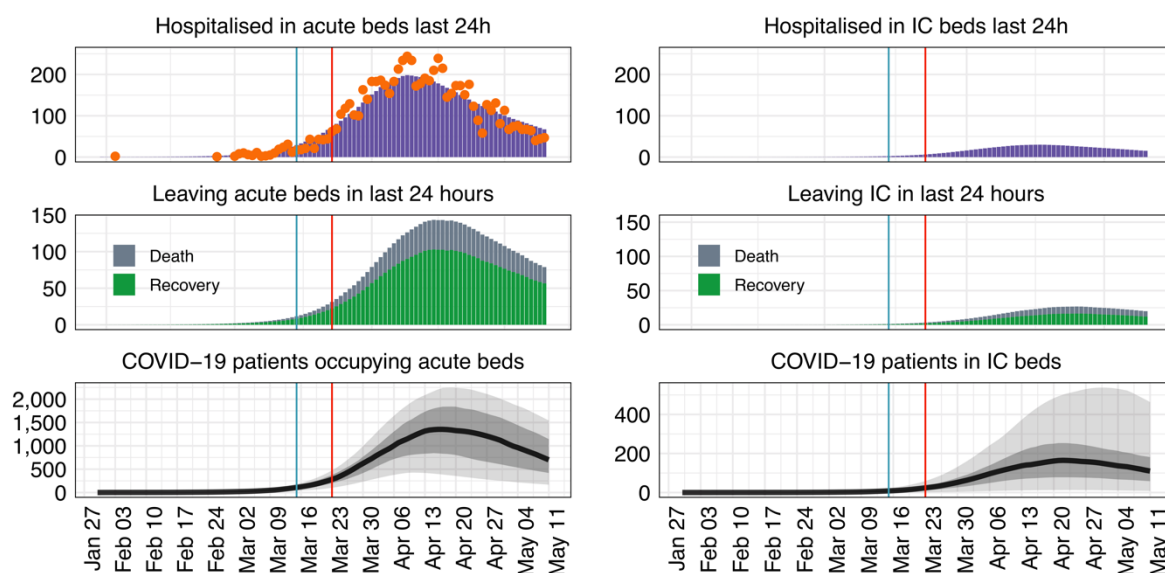 Hospitalised in acute beds last 24h
200
100
0
Leaving acute beds in last 24 hours
150
100
50
0
Death
Recovery
COVID−19 patients occupying acute beds
2,000
1,500
1,000
500
0
Jan 27
Feb 03
Feb 10
Feb 17
Feb 24
Mar 02
Mar 09
Mar 16
Mar 23
Mar 30
Apr 06
Apr 13
Apr 20
Apr 27
May 04
May 11
Hospitalised in IC beds last 24h
200
100
0
Leaving IC in last 24 hours
150
100
50
0
Death
Recovery
COVID−19 patients in IC beds
400
200
0
Jan 27
Feb 03
Feb 10
Feb 17
Feb 24
Mar 02
Mar 09
Mar 16
Mar 23
Mar 30
Apr 06
Apr 13
Apr 20
Apr 27
May 04
May 11